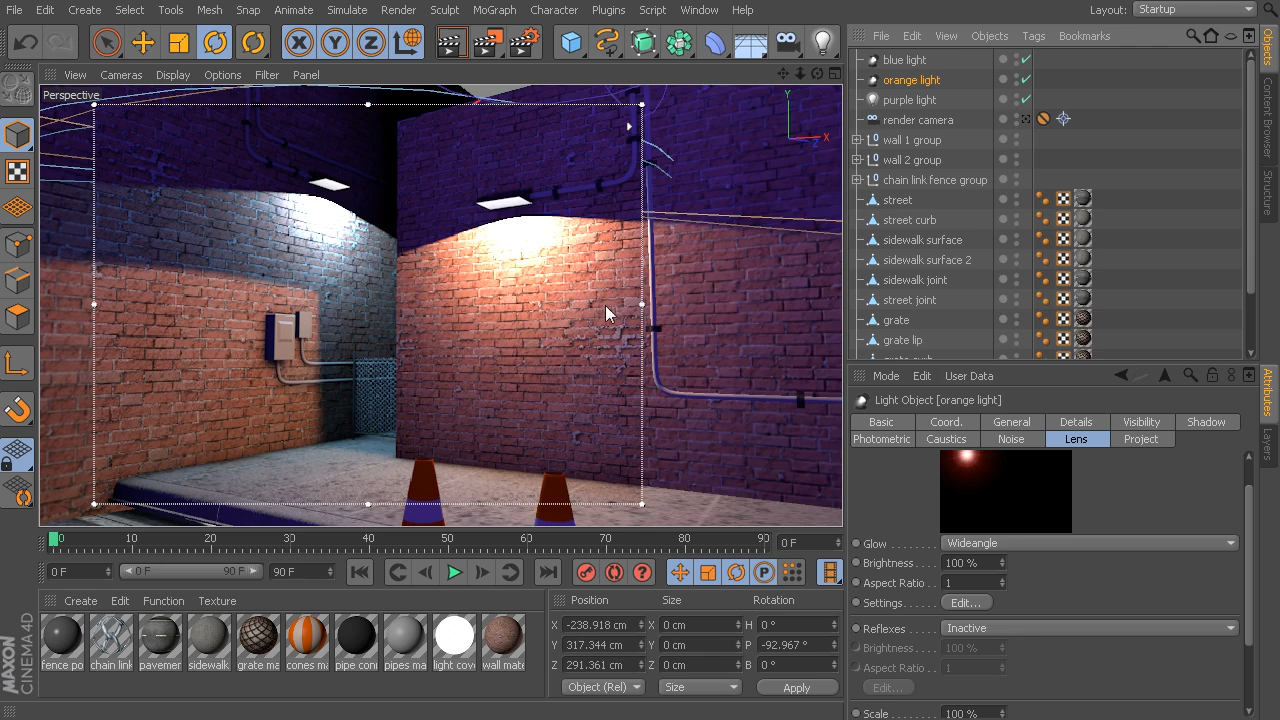 File Edit Create Select Tools Mesh Snap Animate Simulate Render Sculpt MoGraph Character Plugins Script Window Help
Layout: Startup
X Y Z
File Edit View Objects Tags Bookmarks
View Cameras Display Options Filter Panel
Perspective
Y
X
Z
blue light
orange light
purple light
render camera
wall 1 group
wall 2 group
chain link fence group
street
street curb
sidewalk surface
sidewalk surface 2
sidewalk joint
street joint
grate
grate lip
Objects
Content Browser
Structure
Mode Edit User Data
Light Object [orange light]
Basic Coord. General Details Visibility Shadow
Photometric Caustics Noise Lens Project
Attributes
Layers
Glow Wideangle
Brightness 100 %
Aspect Ratio 1
Settings Edit...
Reflexes Inactive
Brightness 100 %
Aspect Ratio 1
Edit...
Scale 100 %
0 10 20 30 40 50 60 70 80 90
0 F
0 F 0 F 90 F 90 F
P
Create Edit Function Texture
fence po chain link pavemer sidewalk grate ma cones ma pipe conn pipes ma light cove wall mate
Position Size Rotation
X -238.918 cm X 0 cm H 0 °
Y 317.344 cm Y 0 cm P -92.967 °
Z 291.361 cm Z 0 cm B 0 °
Object (Rel) Size Apply
MAXON
CINEMA 4D